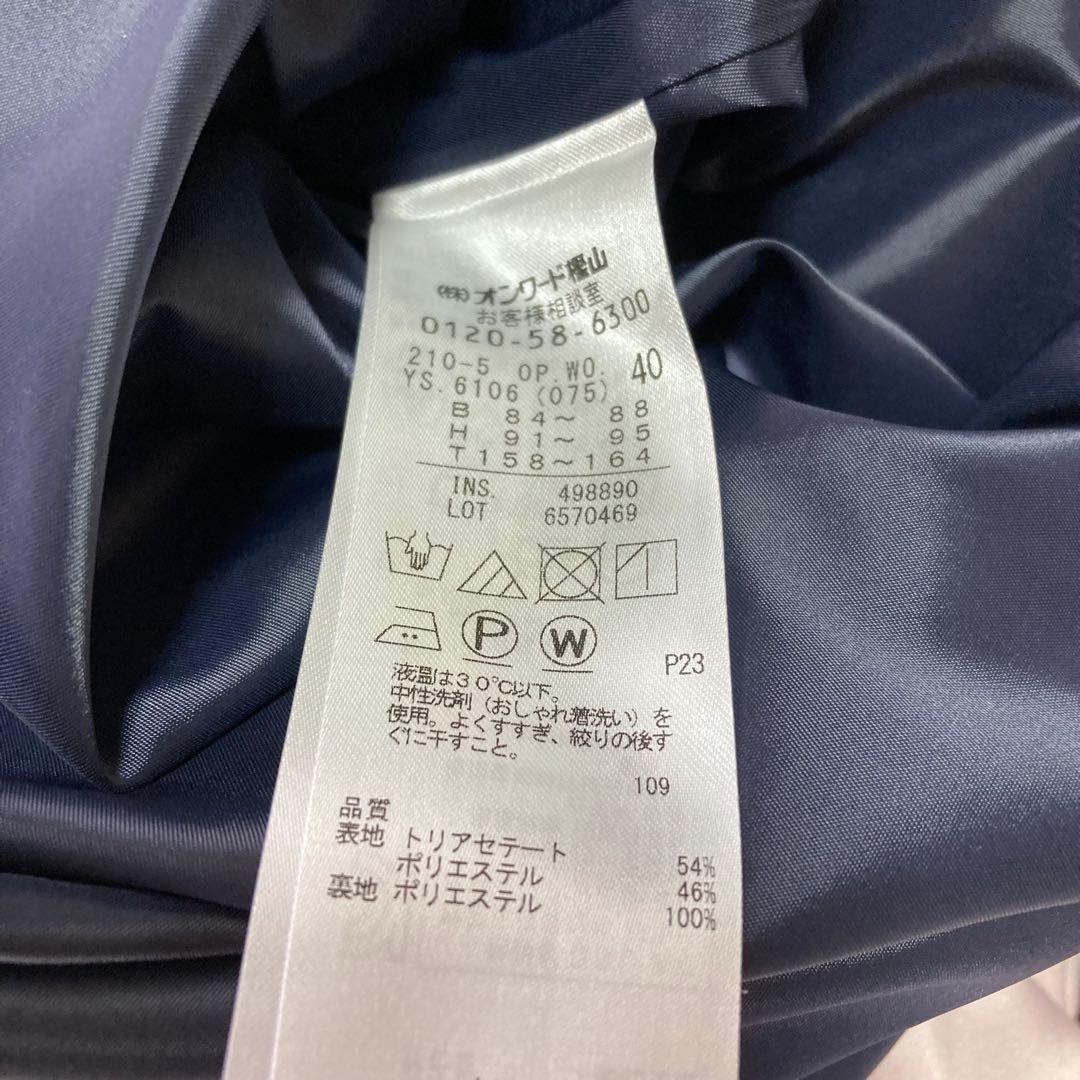 (株)オンワード樫山
お客様相談室
0120-58-6300
210-5 OP.WO. 40
YS.6106 (075)
B 84～ 88
H 91～ 95
T158～164
INS. 498890
LOT 6570469
P W P23
液温は30℃以下。
中性洗剤（おしゃれ着洗い）を
使用。よくすすぎ、絞りの後す
ぐに干すこと。
109
品質
表地 トリアセテート 54%
ポリエステル 46%
裏地 ポリエステル 100%